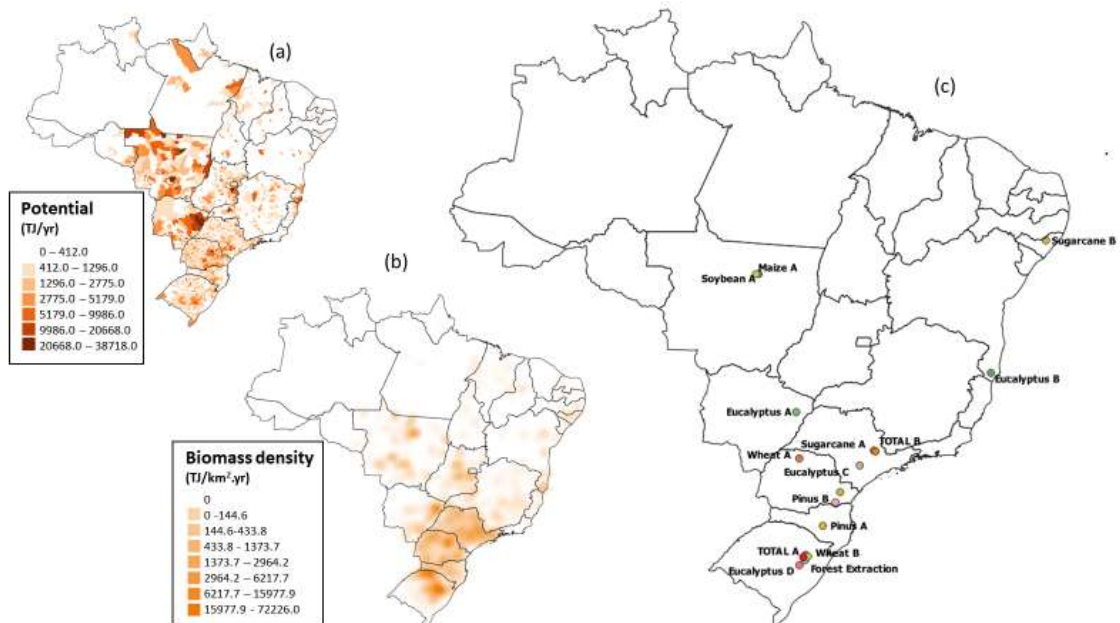 (a)
Potential
(TJ/yr)
0 – 412.0
412.0 – 1296.0
1296.0 – 2775.0
2775.0 – 5179.0
5179.0 – 9986.0
9986.0 – 20668.0
20668.0 – 38718.0
(b)
Biomass density
(TJ/km².yr)
0
0 -144.6
144.6-433.8
433.8 - 1373.7
1373.7 – 2964.2
2964.2 - 6217.7
6217.7 – 15977.9
15977.9 - 72226.0
(c)
Sugarcane B
Maize A
Soybean A
Eucalyptus B
Eucalyptus A
Sugarcane A TOTAL B
Wheat A
Eucalyptus C
Pinus B
Pinus A
TOTAL A Wheat B
Eucalyptus D Forest Extraction